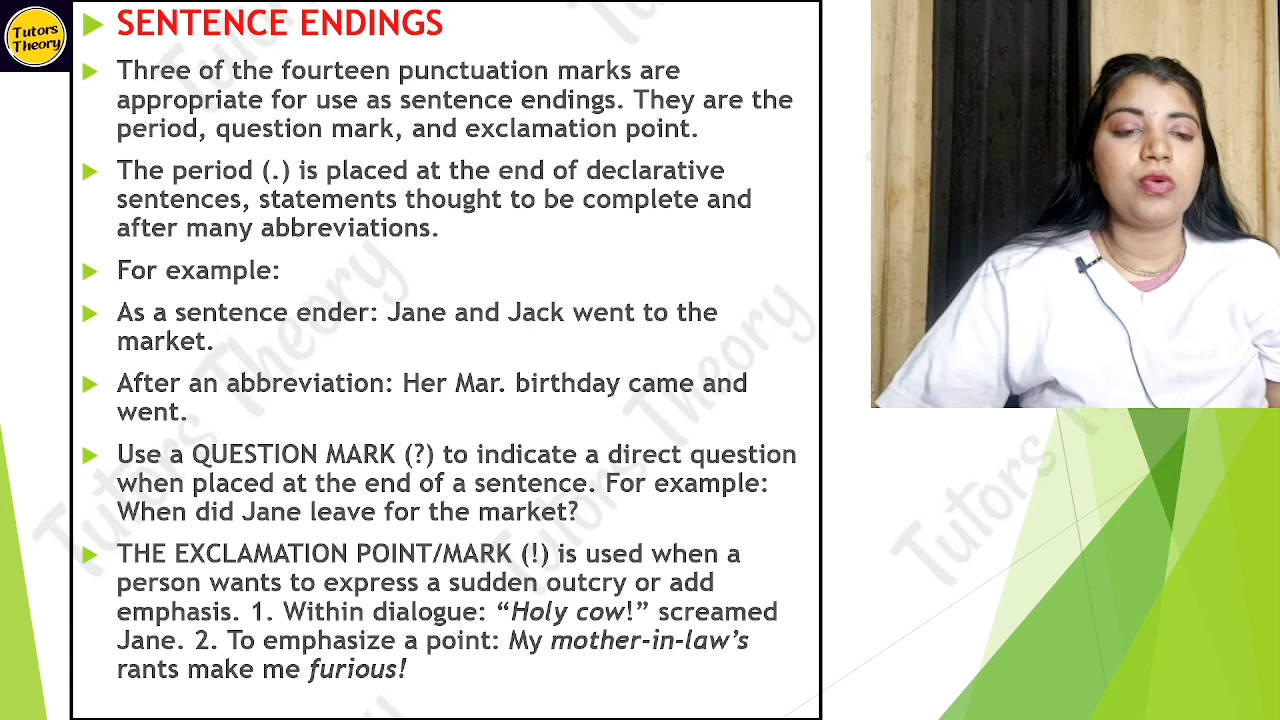 Tutors
Theory
SENTENCE ENDINGS
Three of the fourteen punctuation marks are
appropriate for use as sentence endings. They are the
period, question mark, and exclamation point.
The period (.) is placed at the end of declarative
sentences, statements thought to be complete and
after many abbreviations.
For example:
As a sentence ender: Jane and Jack went to the
market.
After an abbreviation: Her Mar. birthday came and
went.
Use a QUESTION MARK (?) to indicate a direct question
when placed at the end of a sentence. For example:
When did Jane leave for the market?
THE EXCLAMATION POINT/MARK (!) is used when a
person wants to express a sudden outcry or add
emphasis. 1. Within dialogue: “Holy cow!” screamed
Jane. 2. To emphasize a point: My mother-in-law’s
rants make me furious!
Tutors Theory
Tutors Theory
Tutors